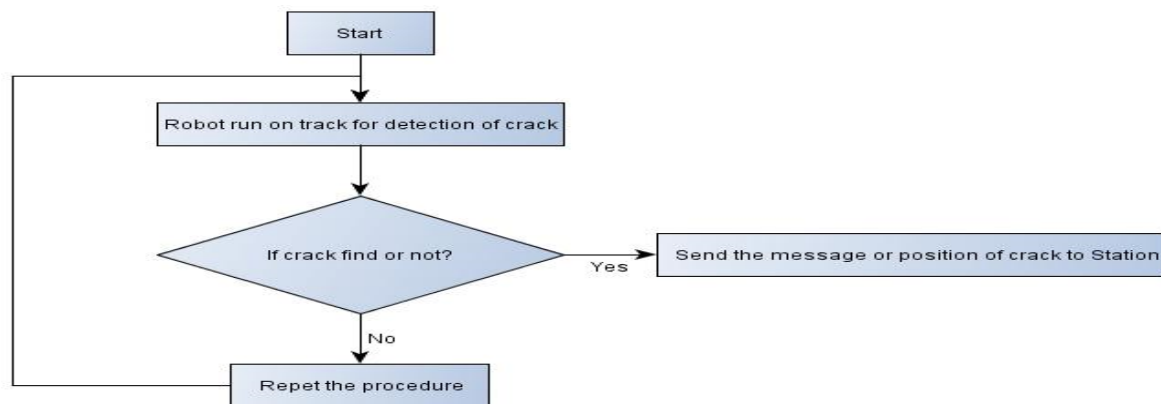 Start
Robot run on track for detection of crack
If crack find or not?
Yes
Send the message or position of crack to Station
No
Repet the procedure